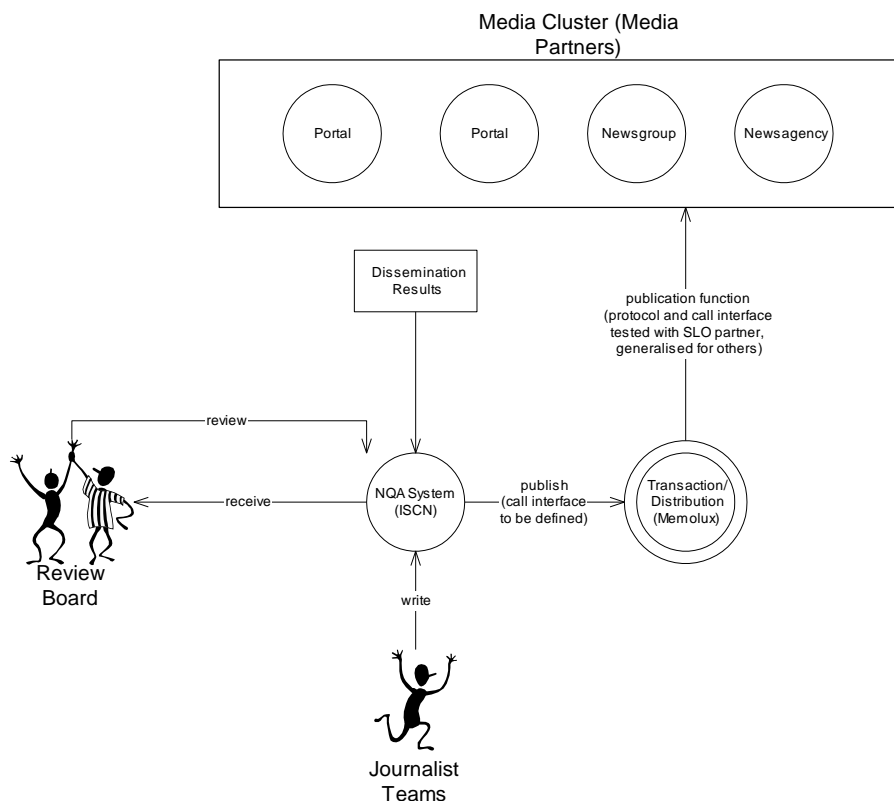 Media Cluster (Media
Partners)
Portal
Portal
Newsgroup
Newsagency
Dissemination
Results
publication function
(protocol and call interface
tested with SLO partner,
generalised for others)
review
receive
NQA System
(ISCN)
publish
(call interface
to be defined)
Transaction/
Distribution
(Memolux)
Review
Board
write
Journalist
Teams